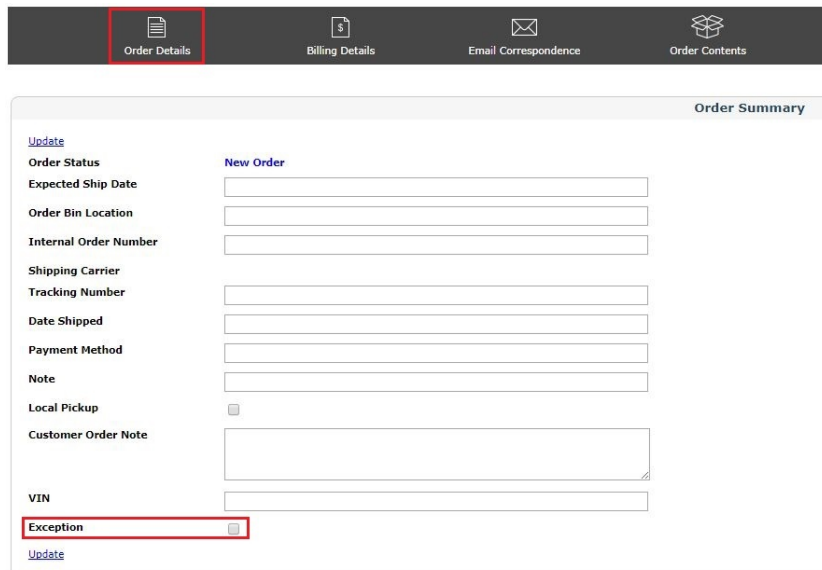 Order Details
Billing Details
Email Correspondence
Order Contents
Order Summary
Update
Order Status New Order
Expected Ship Date
Order Bin Location
Internal Order Number
Shipping Carrier
Tracking Number
Date Shipped
Payment Method
Note
Local Pickup
Customer Order Note
VIN
Exception
Update